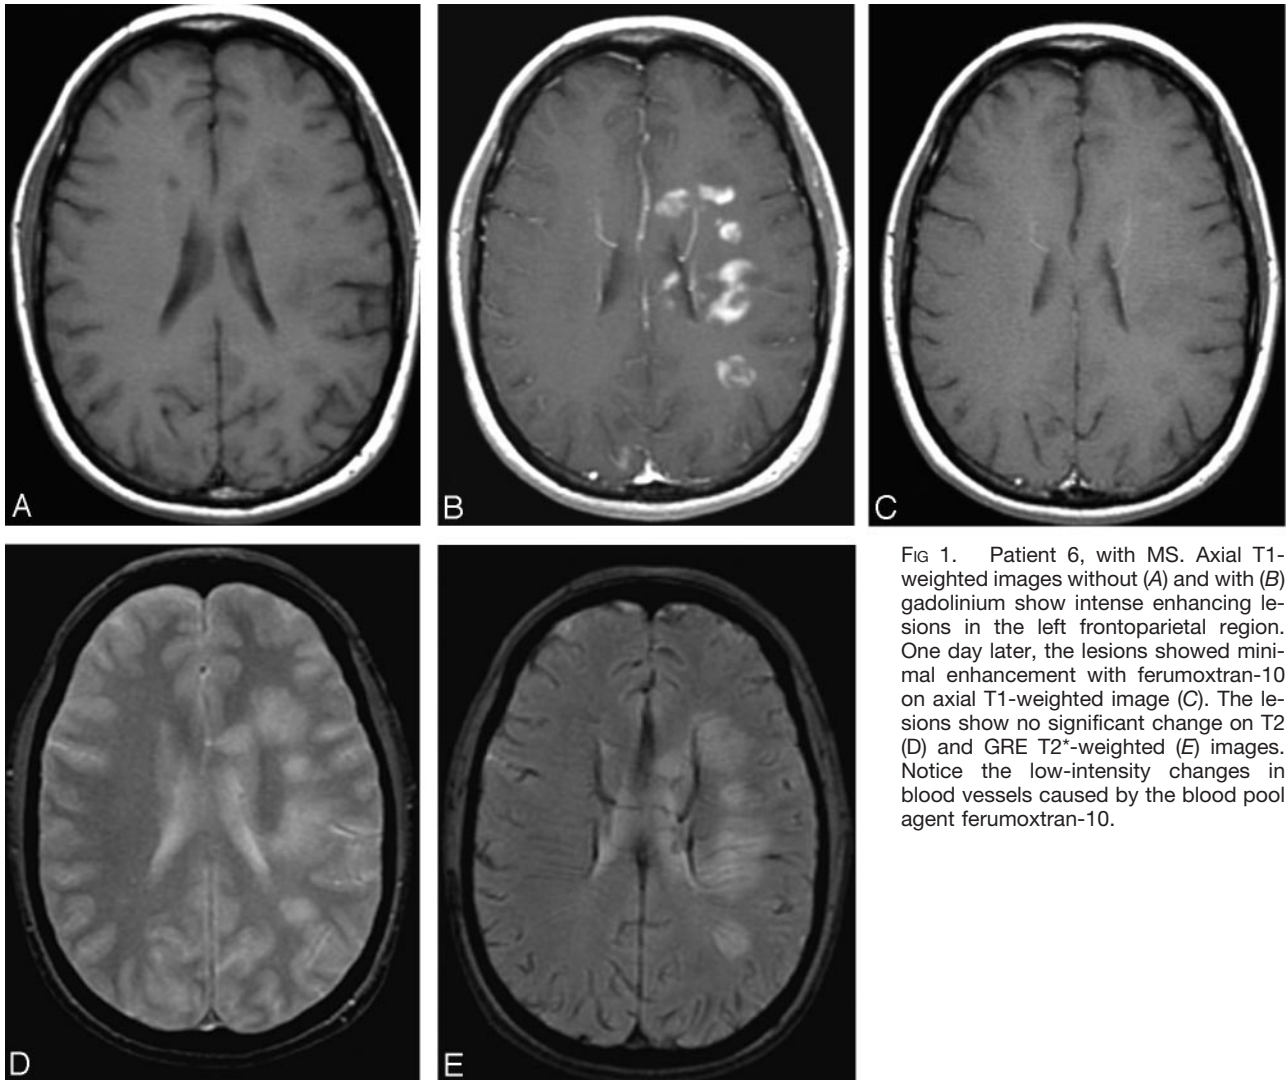 A
B
C
D
E
FIG 1. Patient 6, with MS. Axial T1-
weighted images without (A) and with (B)
gadolinium show intense enhancing le-
sions in the left frontoparietal region.
One day later, the lesions showed mini-
mal enhancement with ferumoxtran-10
on axial T1-weighted image (C). The le-
sions show no significant change on T2
(D) and GRE T2*-weighted (E) images.
Notice the low-intensity changes in
blood vessels caused by the blood pool
agent ferumoxtran-10.